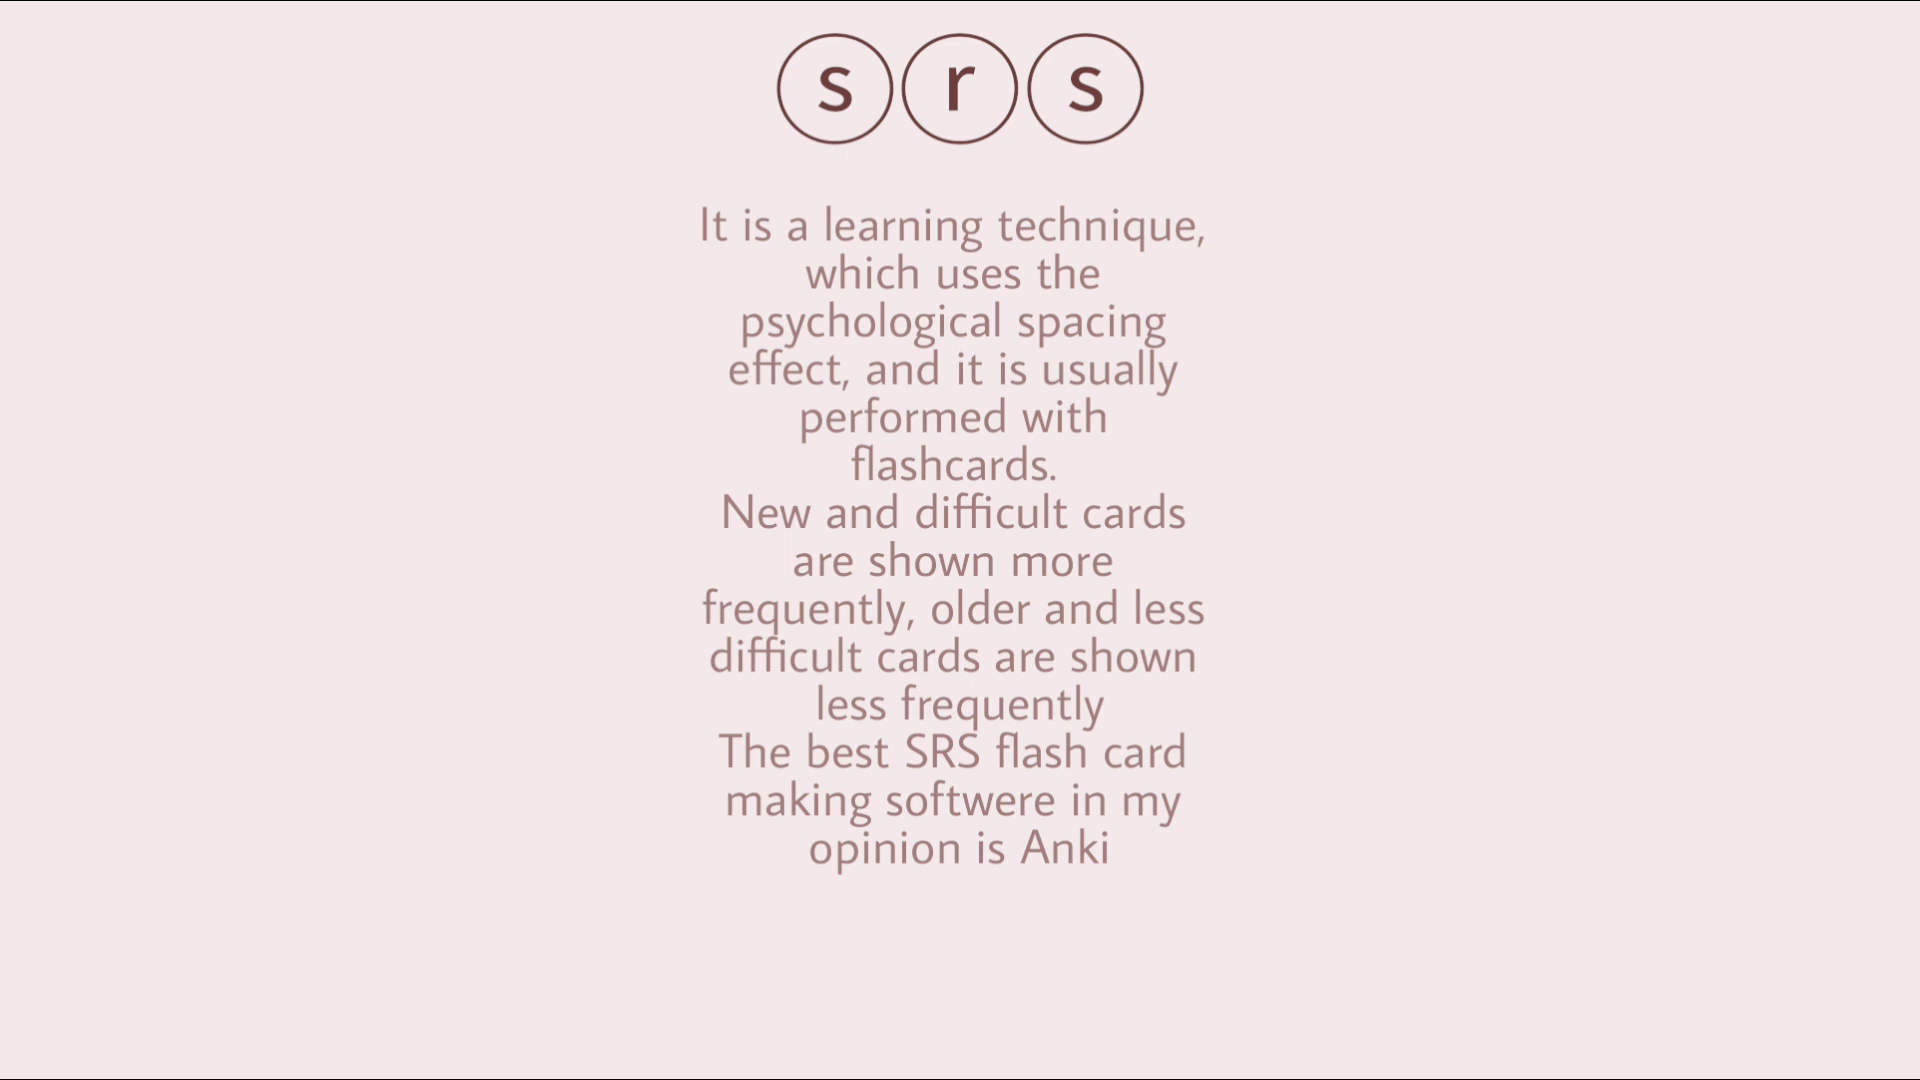 s r s
It is a learning technique,
which uses the
psychological spacing
effect, and it is usually
performed with
flashcards.
New and difficult cards
are shown more
frequently, older and less
difficult cards are shown
less frequently
The best SRS flash card
making softwere in my
opinion is Anki